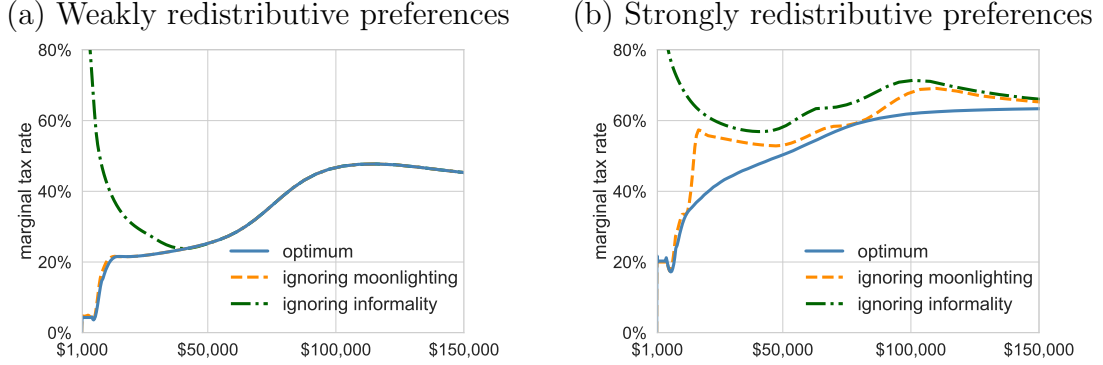 (a) Weakly redistributive preferences
marginal tax rate
80%
60%
40%
20%
0%
optimum
ignoring moonlighting
ignoring informality
$1,000
$50,000
$100,000
$150,000
(b) Strongly redistributive preferences
marginal tax rate
80%
60%
40%
20%
0%
optimum
ignoring moonlighting
ignoring informality
$1,000
$50,000
$100,000
$150,000